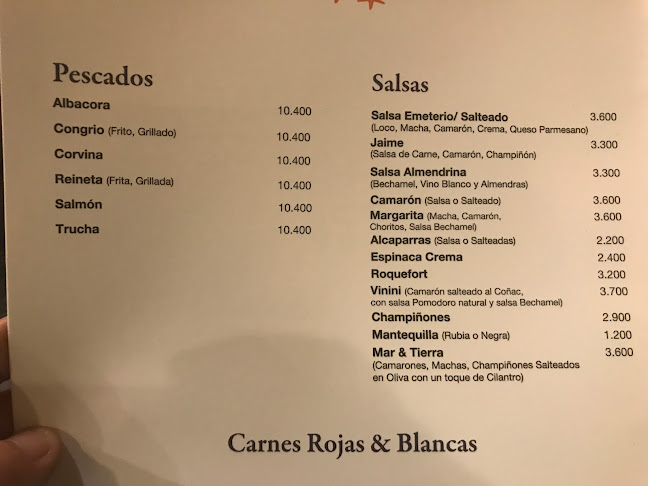 Pescados
Albacora 10.400
Congrio (Frito, Grillado) 10.400
Corvina 10.400
Reineta (Frita, Grillada) 10.400
Salmón 10.400
Trucha 10.400
Salsas
Salsa Emeterio/ Salteado 3.600
(Loco, Macha, Camarón, Crema, Queso Parmesano)
Jaime 3.300
(Salsa de Carne, Camarón, Champiñón)
Salsa Almendrina 3.300
(Bechamel, Vino Blanco y Almendras)
Camarón (Salsa o Salteado) 3.600
Margarita (Macha, Camarón, 3.600
Choritos, Salsa Bechamel)
Alcaparras (Salsa o Salteadas) 2.200
Espinaca Crema 2.400
Roquefort 3.200
Vinini (Camarón salteado al Coñac, 3.700
con salsa Pomodoro natural y salsa Bechamel)
Champiñones 2.900
Mantequilla (Rubia o Negra) 1.200
Mar & Tierra 3.600
(Camarones, Machas, Champiñones Salteados
en Oliva con un toque de Cilantro)
Carnes Rojas & Blancas